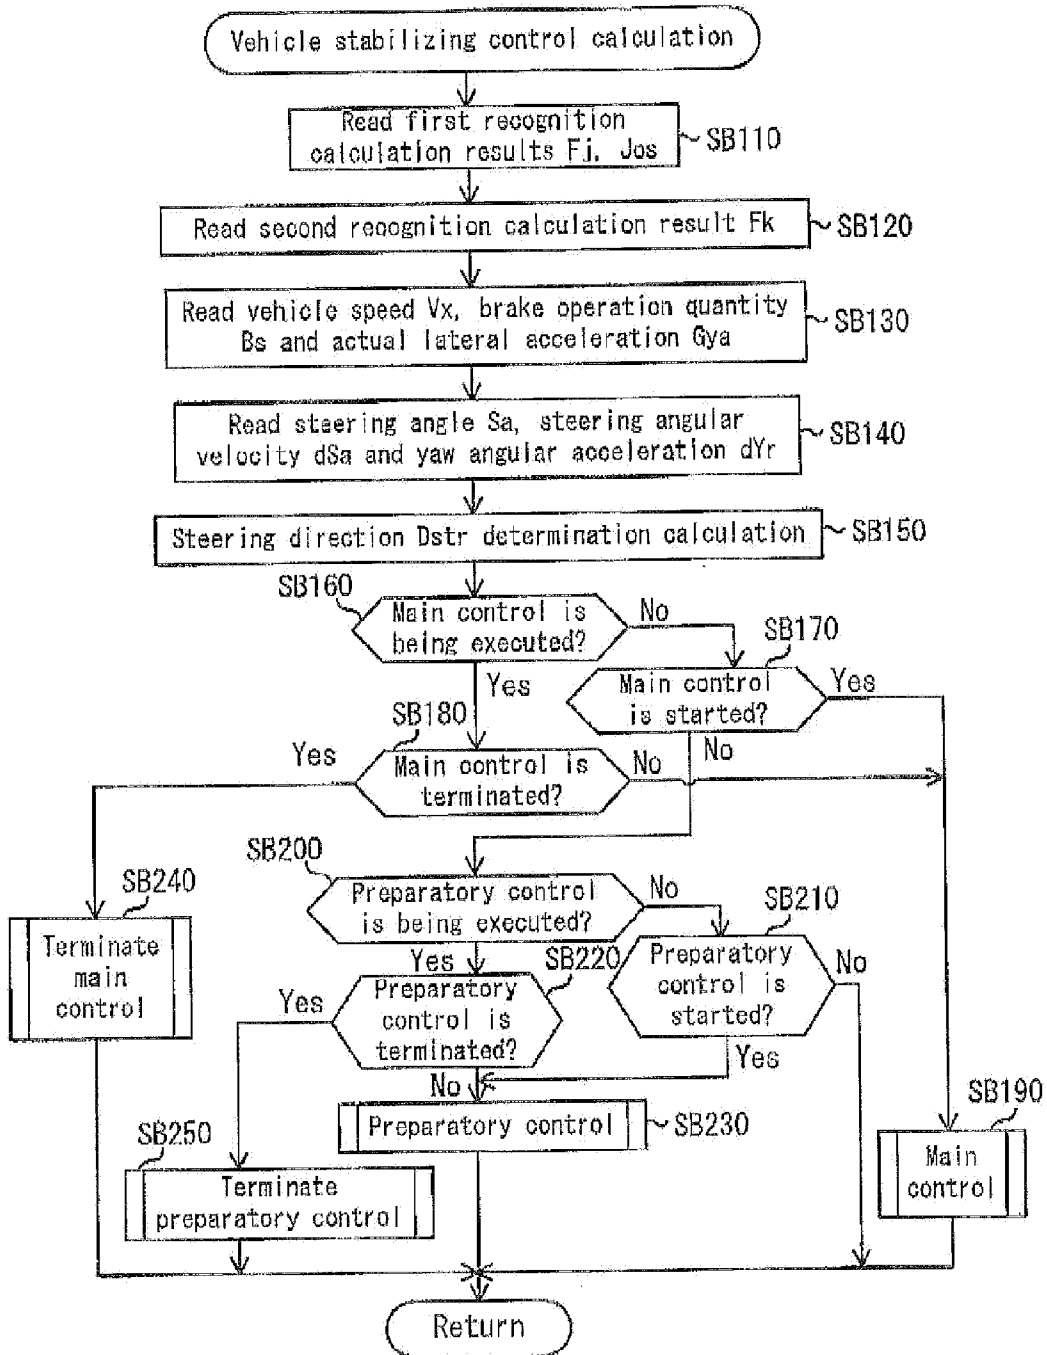 Vehicle stabilizing control calculation
Read first recognition
calculation results Fj, Jos
SB110
Read second recognition calculation result Fk
SB120
Read vehicle speed Vx, brake operation quantity
Bs and actual lateral acceleration Gya
SB130
Read steering angle Sa, steering angular
velocity dSa and yaw angular acceleration dYr
SB140
Steering direction Dstr determination calculation
SB150
SB160
Main control is
being executed?
No
Yes
SB170
Main control
is started?
Yes
No
SB180
Yes
Main control is
terminated?
No
SB200
Preparatory control
is being executed?
No
Yes
SB240
Terminate
main
control
SB210
Preparatory
control is
started?
No
Yes
SB220
Yes
Preparatory
control is
terminated?
No
Preparatory control
SB230
SB190
Main
control
SB250
Terminate
preparatory control
Return